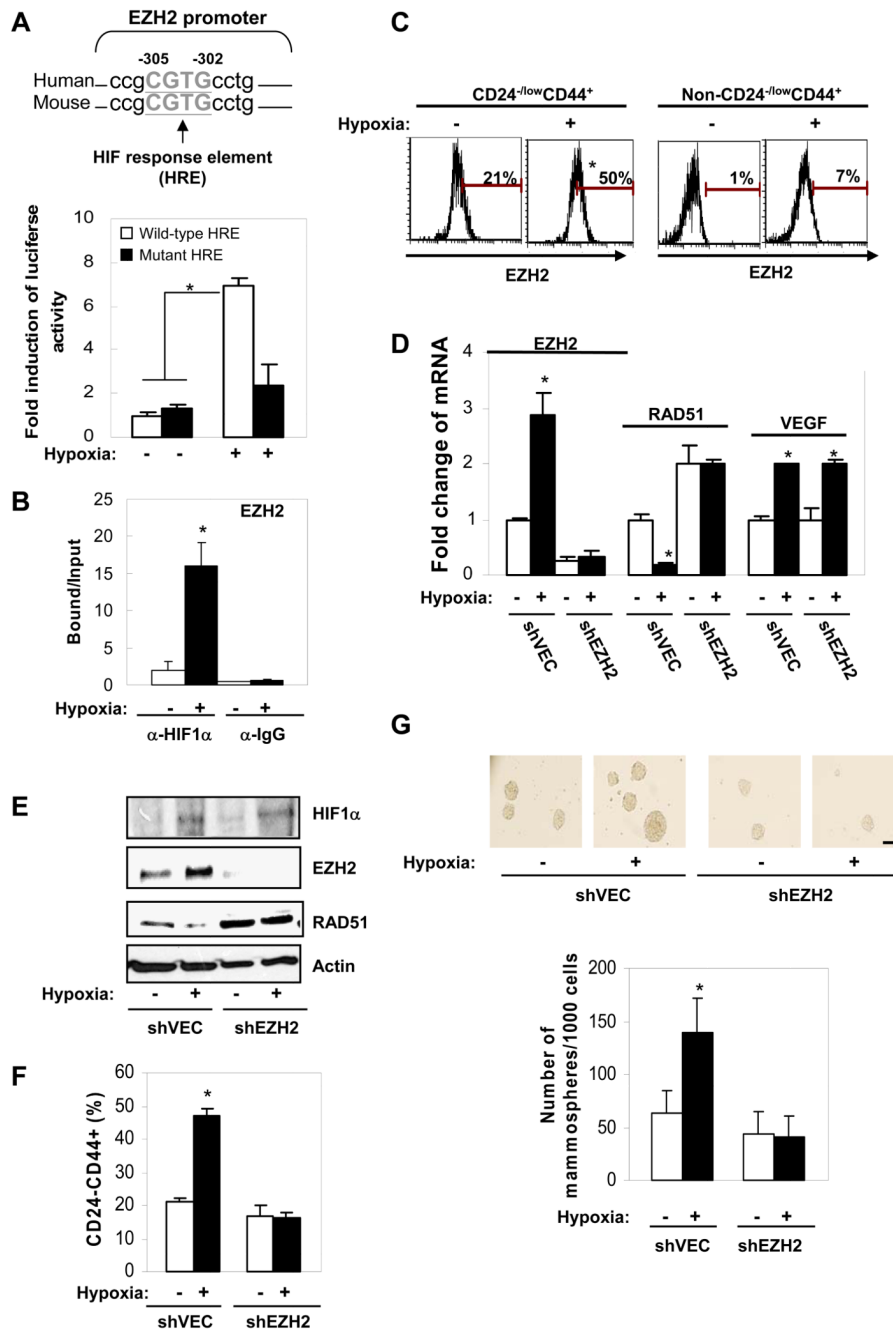 A
EZH2 promoter
-305 -302
Human ccgCGTGcctg
Mouse ccgCGTGcctg
HIF response element
(HRE)
Fold induction of luciferase
activity
10
8
6
4
2
0
Wild-type HRE
Mutant HRE
*
Hypoxia: - - + +
B
EZH2
Bound/Input
25
20
15
10
5
0
*
Hypoxia: - + - +
α-HIF1α α-IgG
C
CD24-/lowCD44+ Non-CD24-/lowCD44+
Hypoxia: - + - +
21% * 50% 1% 7%
EZH2 EZH2
D
Fold change of mRNA
4
3
2
1
0
EZH2
RAD51
VEGF
* * * *
Hypoxia: - + - + - + - + - + - +
shVEC shEZH2 shVEC shEZH2 shVEC shEZH2
E
HIF1α
EZH2
RAD51
Actin
Hypoxia: - + - +
shVEC shEZH2
F
CD24-CD44+ (%)
60
50
40
30
20
10
0
*
Hypoxia: - + - +
shVEC shEZH2
G
Hypoxia: - + - +
shVEC shEZH2
Number of
mammospheres/1000 cells
200
150
100
50
0
*
Hypoxia: - + - +
shVEC shEZH2